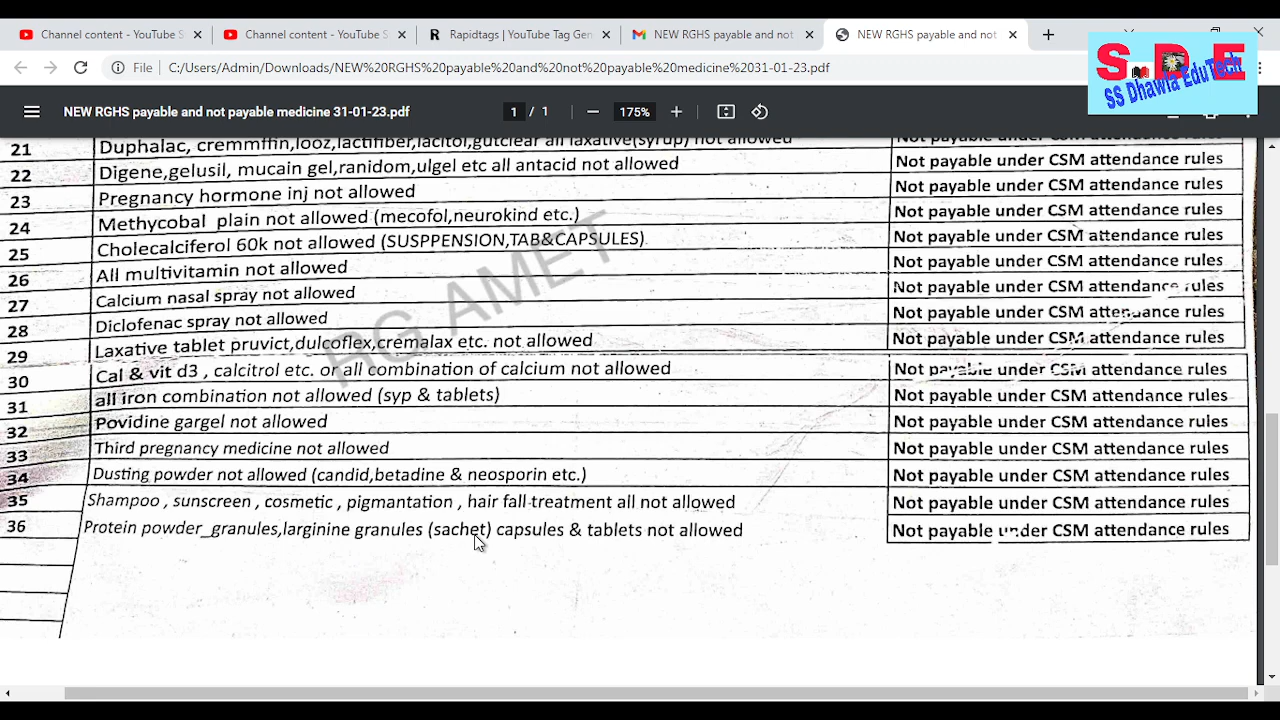 Channel content - YouTube S
Channel content - YouTube S
Rapidtags | YouTube Tag Gen
NEW RGHS payable and not
NEW RGHS payable and not
File
C:/Users/Admin/Downloads/NEW%20RGHS%20payable%20and%20not%20payable%20medicine%2031-01-23.pdf
S D E
SS Dhawla EduTech
NEW RGHS payable and not payable medicine 31-01-23.pdf
1 / 1
175%
21 Duphalac, cremmffin,looz,lactifiber,lacitol,gutclear all laxative(syrup) not allowed Not payable under CSM attendance rules
22 Digene,gelusil, mucain gel,ranidom,ulgel etc all antacid not allowed Not payable under CSM attendance rules
23 Pregnancy hormone inj not allowed Not payable under CSM attendance rules
24 Methycobal plain not allowed (mecofol,neurokind etc.) Not payable under CSM attendance rules
25 Cholecalciferol 60k not allowed (SUSPPENSION,TAB&CAPSULES) Not payable under CSM attendance rules
26 All multivitamin not allowed Not payable under CSM attendance rules
27 Calcium nasal spray not allowed Not payable under CSM attendance rules
28 Diclofenac spray not allowed Not payable under CSM attendance rules
29 Laxative tablet pruvict,dulcoflex,cremalax etc. not allowed Not payable under CSM attendance rules
30 Cal & vit d3 , calcitrol etc. or all combination of calcium not allowed Not payable under CSM attendance rules
31 all iron combination not allowed (syp & tablets) Not payable under CSM attendance rules
32 Povidine gargel not allowed Not payable under CSM attendance rules
33 Third pregnancy medicine not allowed Not payable under CSM attendance rules
34 Dusting powder not allowed (candid,betadine & neosporin etc.) Not payable under CSM attendance rules
35 Shampoo , sunscreen , cosmetic , pigmantation , hair fall treatment all not allowed Not payable under CSM attendance rules
36 Protein powder_granules,larginine granules (sachet) capsules & tablets not allowed Not payable under CSM attendance rules
RG AMET